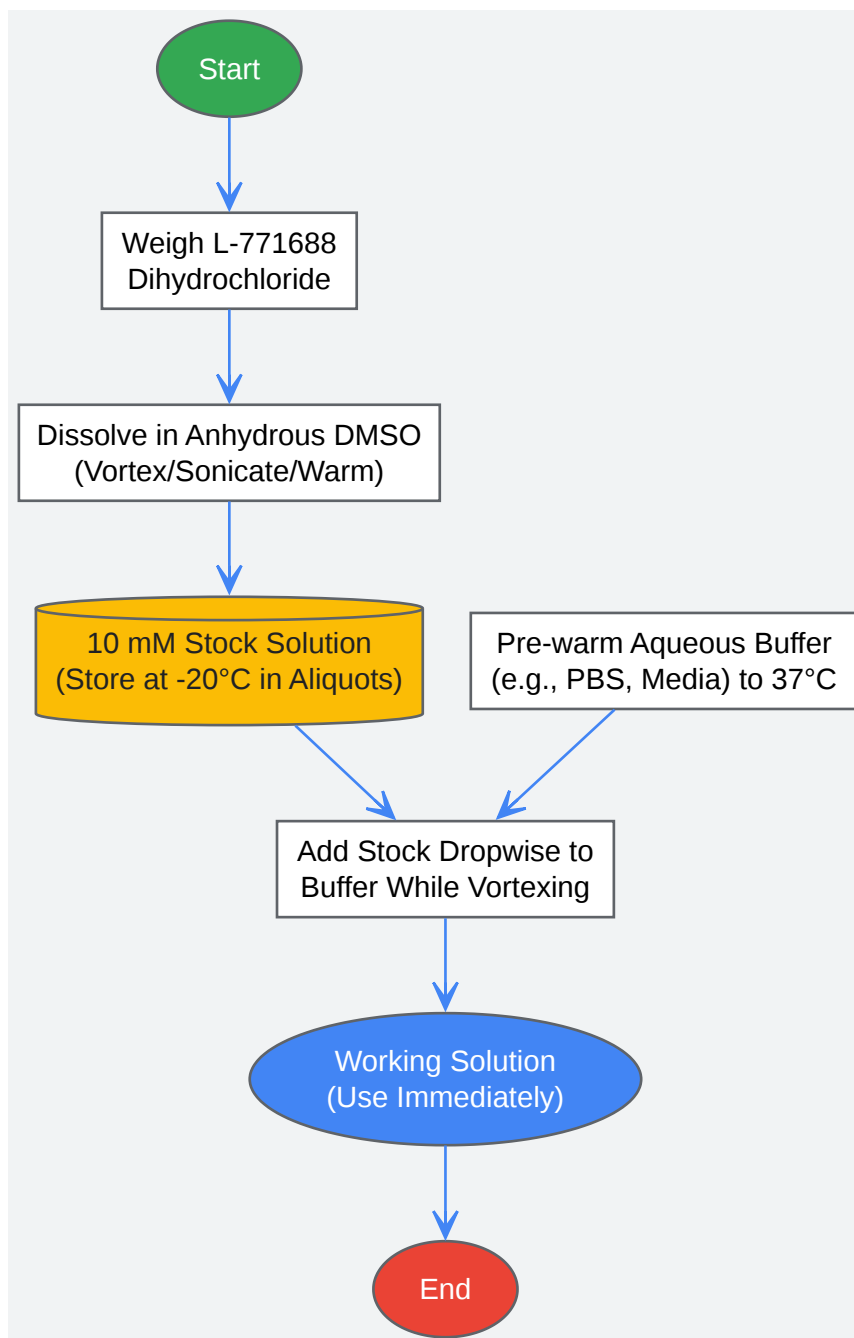 Start
Weigh L-771688
Dihydrochloride
Dissolve in Anhydrous DMSO
(Vortex/Sonicate/Warm)
10 mM Stock Solution
(Store at -20°C in Aliquots)
Pre-warm Aqueous Buffer
(e.g., PBS, Media) to 37°C
Add Stock Dropwise to
Buffer While Vortexing
Working Solution
(Use Immediately)
End